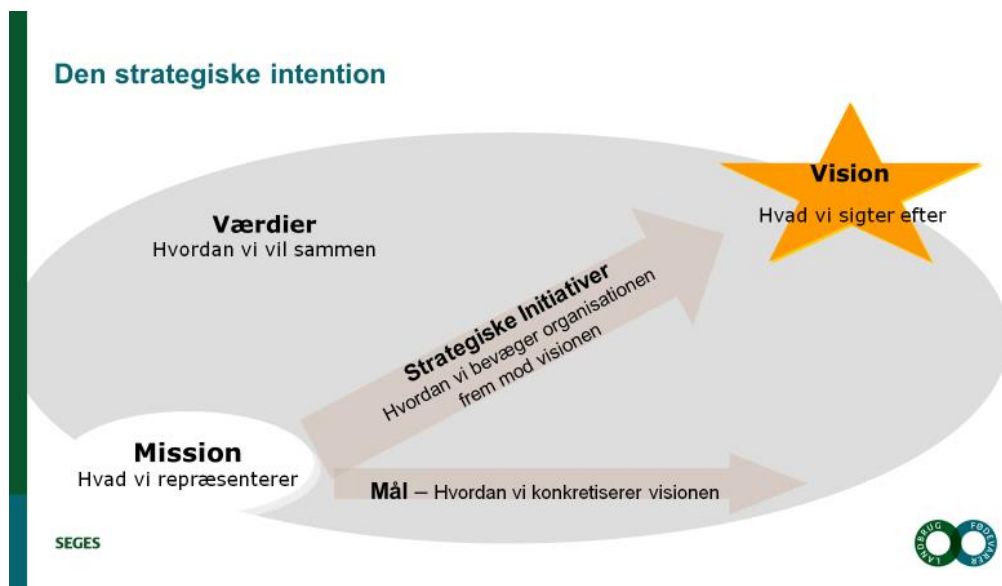 Den strategiske intention
Vision
Hvad vi sigter efter
Værdier
Hvordan vi vil sammen
Strategiske Initiativer
Hvordan vi bevæger organisationen
frem mod visionen
Mission
Hvad vi repræsenterer
Mål – Hvordan vi konkretiserer visionen
SEGES
LANDBRUG
FØDEVARER